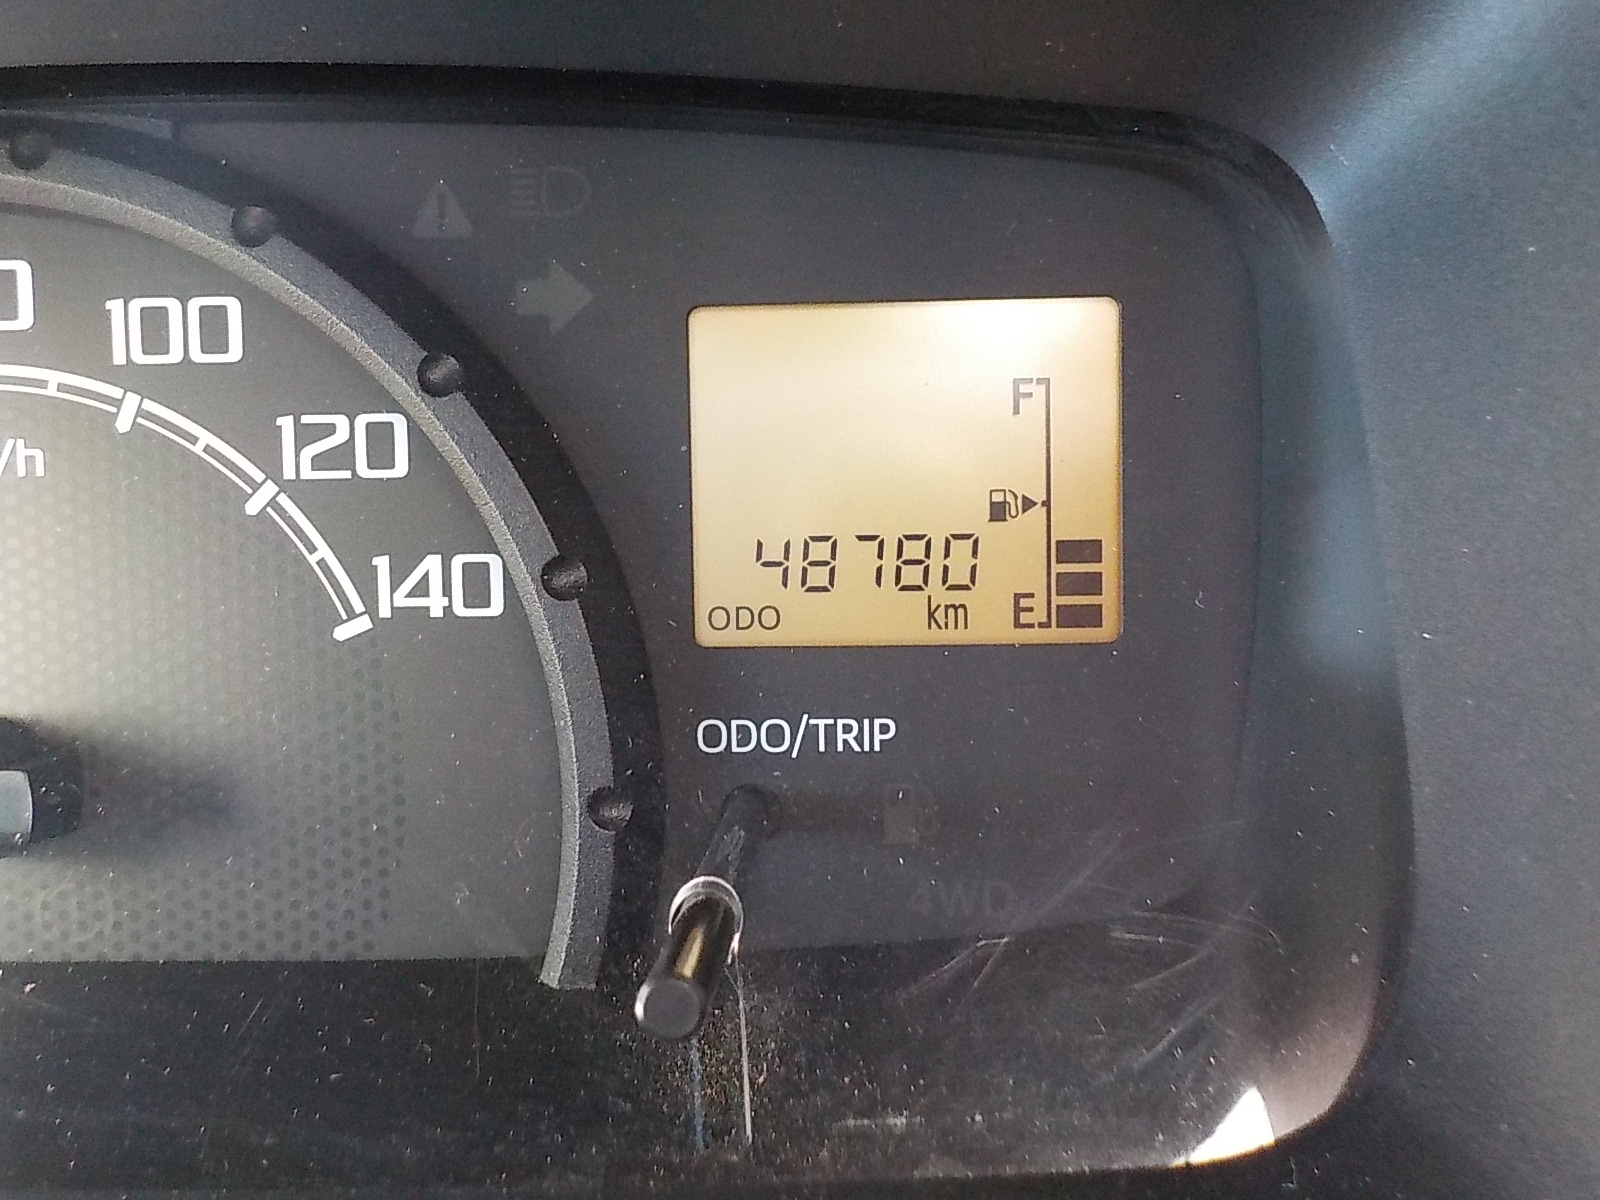 100
120
/h
140
F
48780
ODO km E
ODO/TRIP
4WD